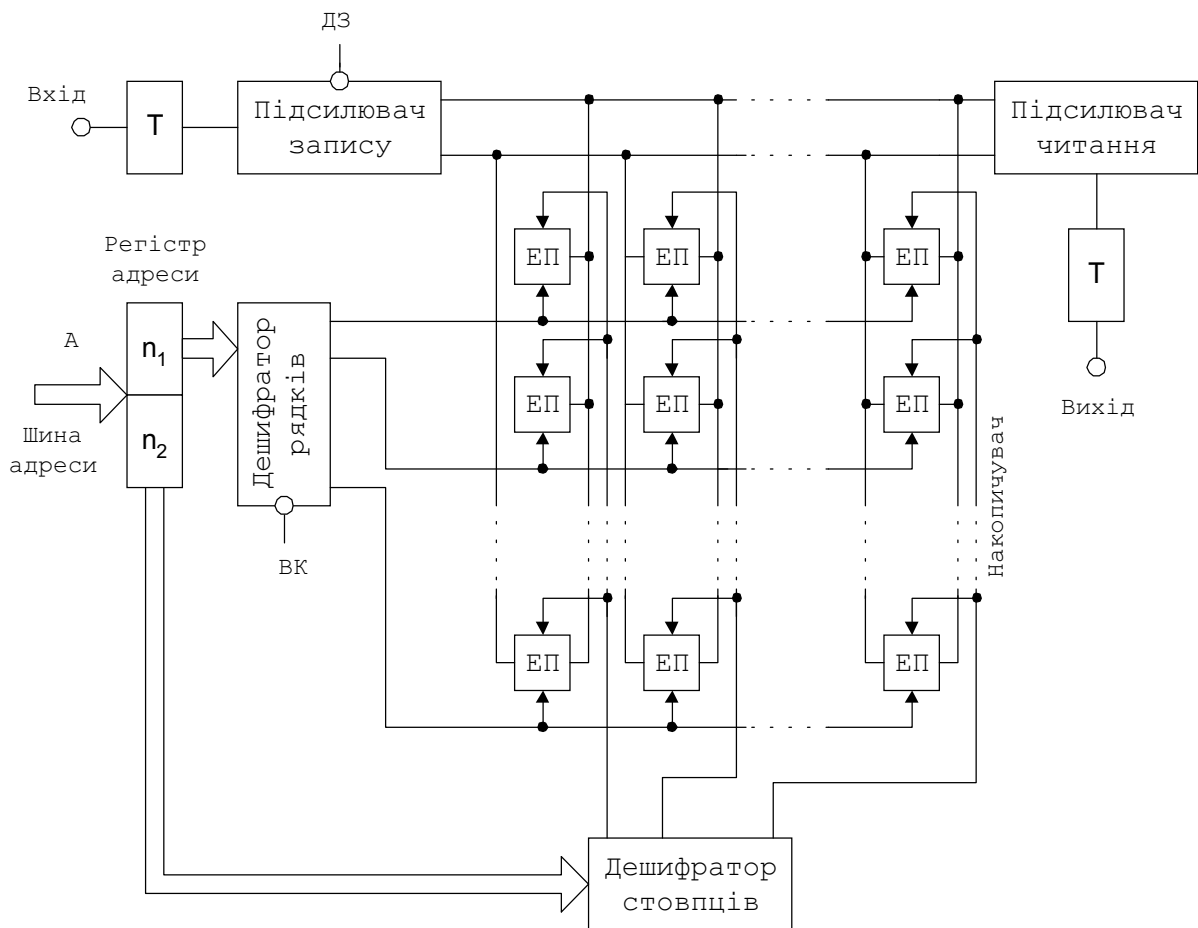 ДЗ
Вхід
Т
Підсилювач
запису
Підсилювач
читання
Регістр
адреси
ЕП
ЕП
ЕП
Т
А
n1
Дешифратор
рядків
ЕП
ЕП
ЕП
Вихід
Шина
адреси
n2
Накопичувач
ВК
ЕП
ЕП
ЕП
Дешифратор
стовпців